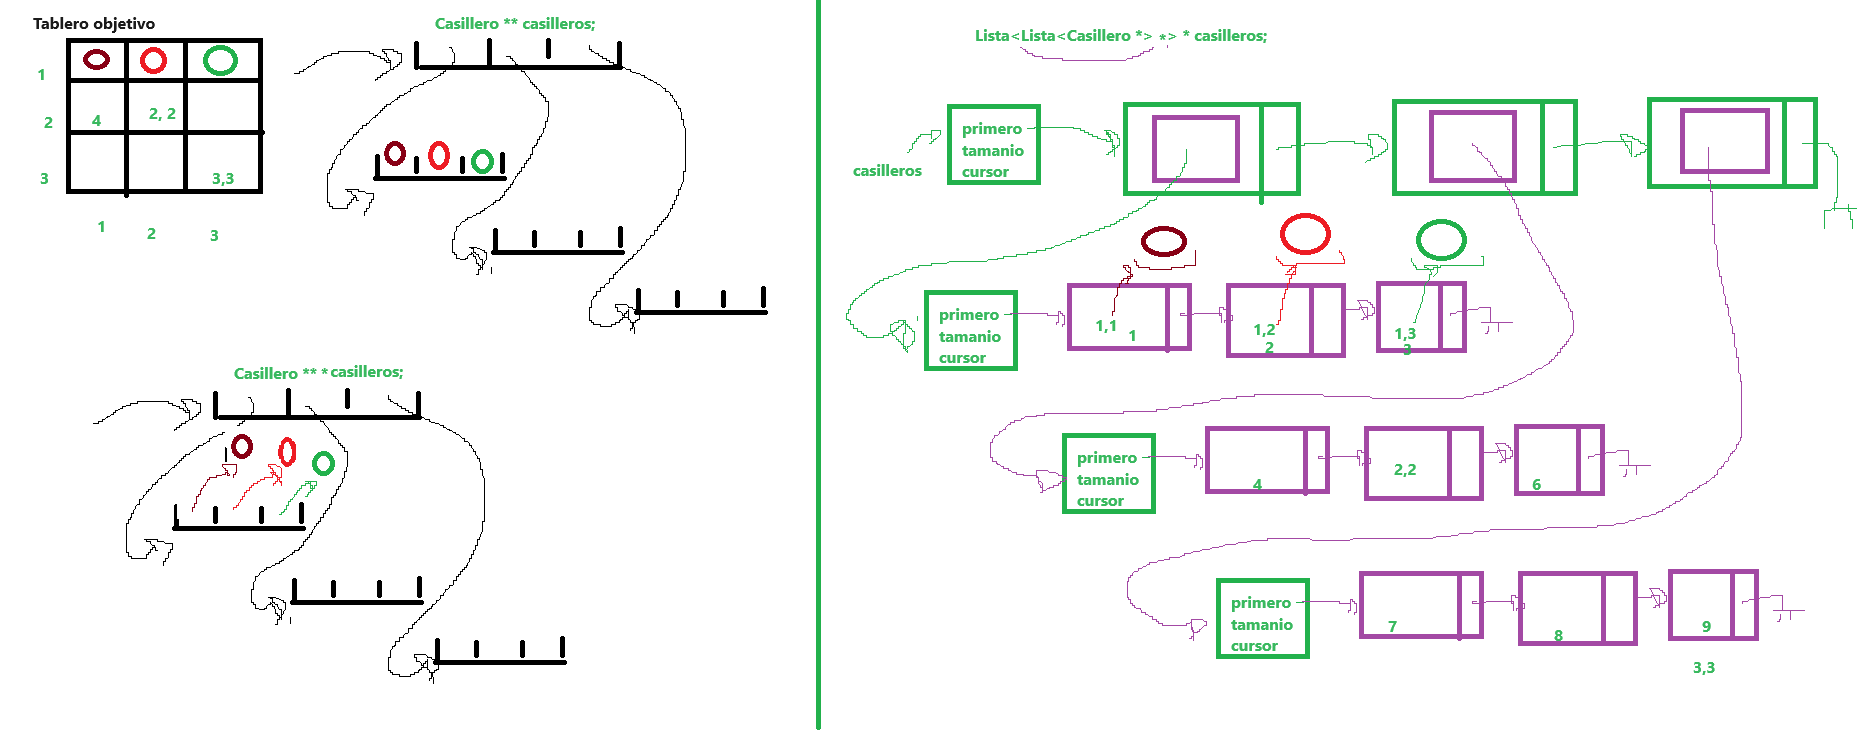 Tablero objetivo
1
2
3
4
2, 2
3,3
1
2
3
Casillero ** casilleros;
Casillero ** * casilleros;
Lista<Lista<Casillero *> *> * casilleros;
casilleros
primero
tamanio
cursor
primero
tamanio
cursor
1,1
1
1,2
2
1,3
3
primero
tamanio
cursor
4
2,2
6
primero
tamanio
cursor
7
8
9
3,3